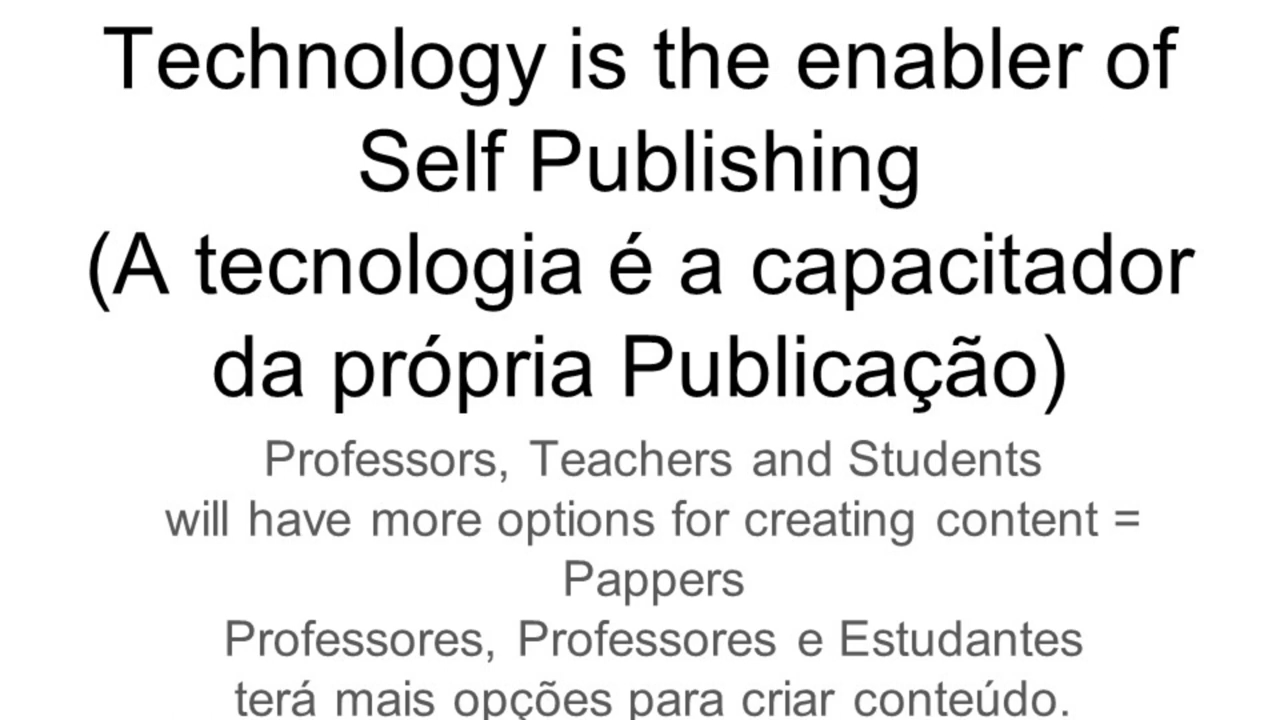 Technology is the enabler of
Self Publishing
(A tecnologia é a capacitador
da própria Publicação)
Professors, Teachers and Students
will have more options for creating content =
Pappers
Professores, Professores e Estudantes
terá mais opções para criar conteúdo.